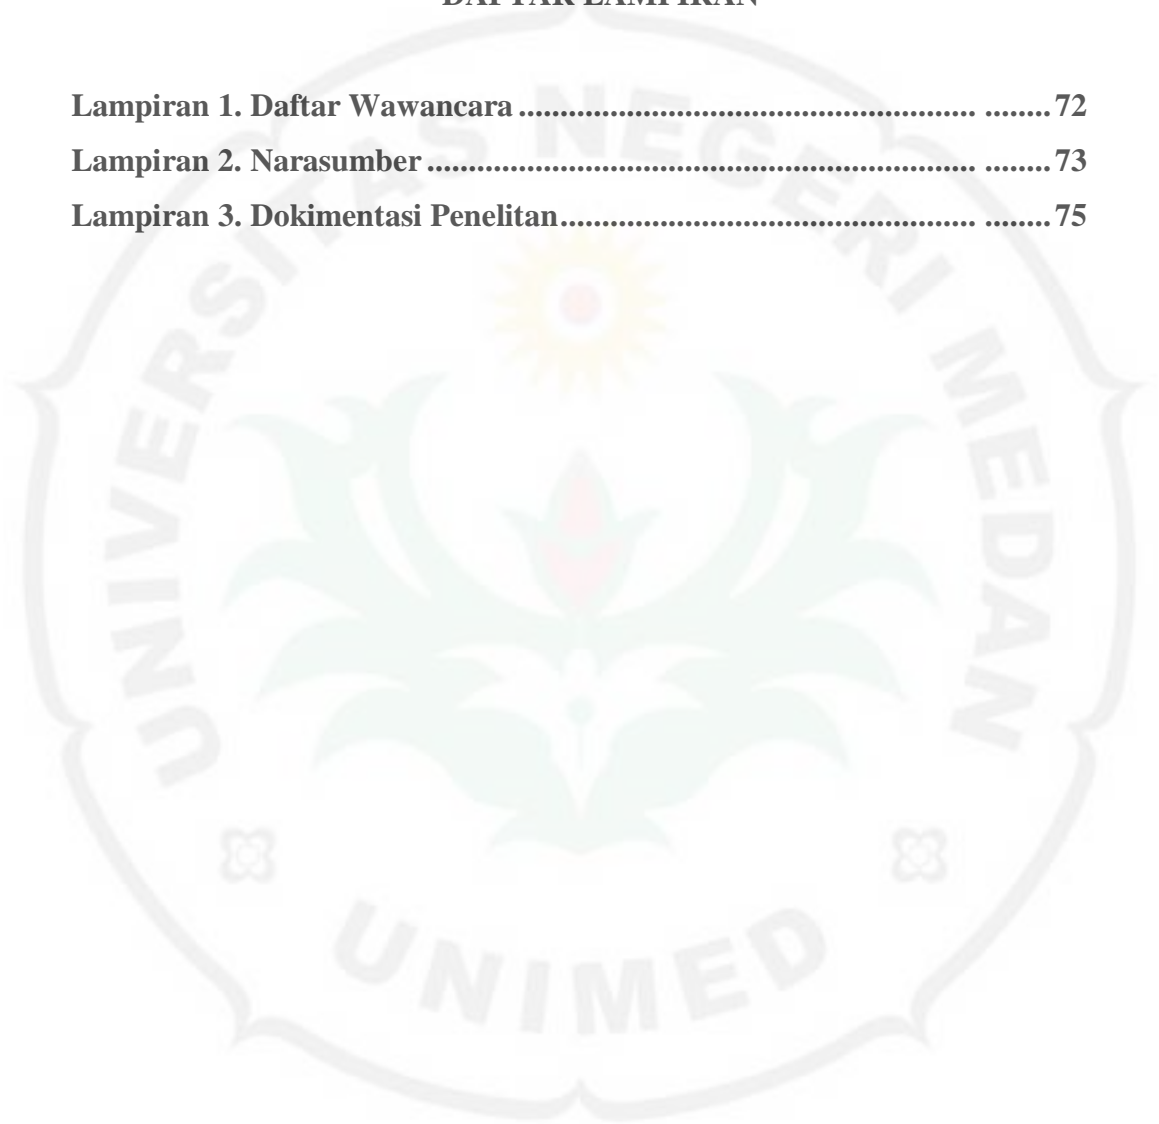 DAFTAR LAMPIRAN
Lampiran 1. Daftar Wawancara ....................................................... ........ 72
Lampiran 2. Narasumber .................................................................. ........ 73
Lampiran 3. Dokimentasi Penelitan.................................................. ........ 75
UNIVERSITAS NEGERI MEDAN
UNIMED